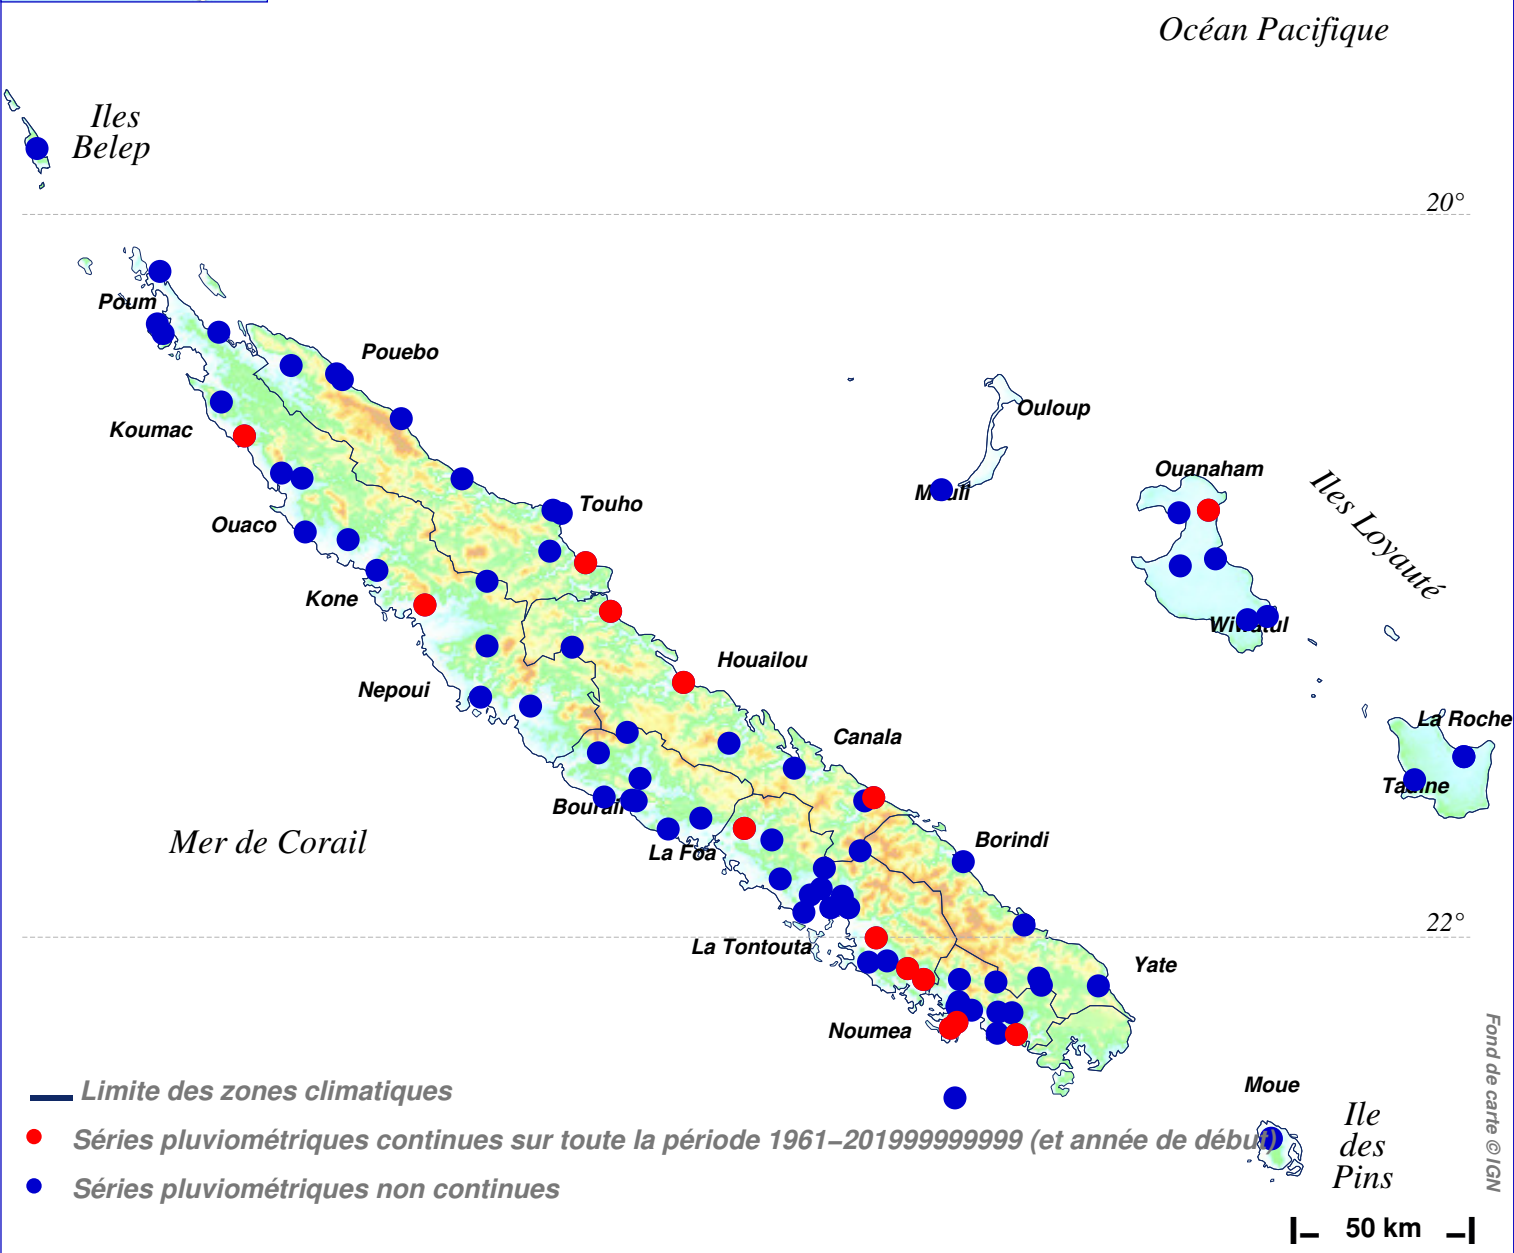 Océan Pacifique
Iles
Belep
20°
Poum
Pouebo
Ouloup
Koumac
Ouanaham
Iles Loyauté
Touho
Ouaco
Kone
Houailou
Nepoui
La Roche
Canala
Bourail
Mer de Corail
Borindi
La Foa
22°
La Tontouta
Yate
Noumea
Fond de carte © IGN
Moue
Limite des zones climatiques
Ile
des
Pins
Séries pluviométriques continues sur toute la période 1961–201999999999 (et année de début)
Séries pluviométriques non continues
50 km